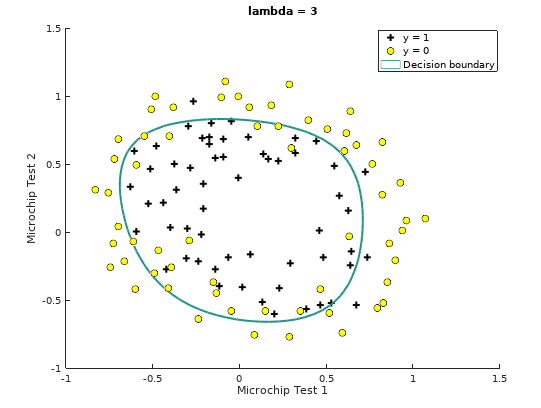 lambda = 3
y = 1
y = 0
Decision boundary
1.5
1
0.5
0
-0.5
-1
Microchip Test 2
-1
-0.5
0
0.5
1
1.5
Microchip Test 1